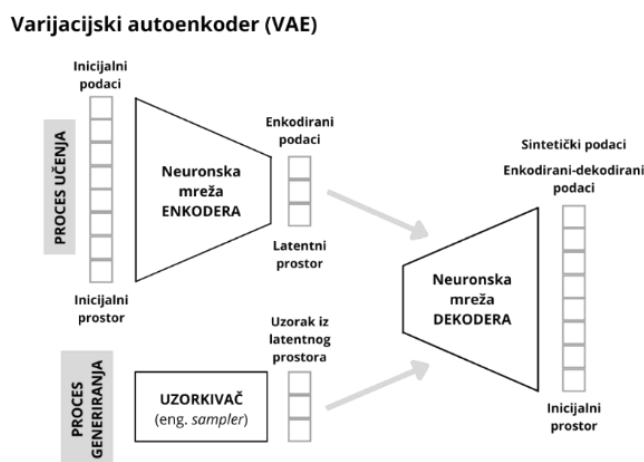 Varijacijski autoenkoder (VAE)
Inicijalni
podaci
PROCES UČENJA
Neuronska
mreža
ENKODERA
Enkodirani
podaci
Latentni
prostor
Inicijalni
prostor
Sintetički podaci
Enkodirani-dekodirani
podaci
Neuronska
mreža
DEKODERA
Inicijalni
prostor
PROCES
GENERIRANJA
UZORKIVAČ
(eng. sampler)
Uzorak iz
latentnog
prostora